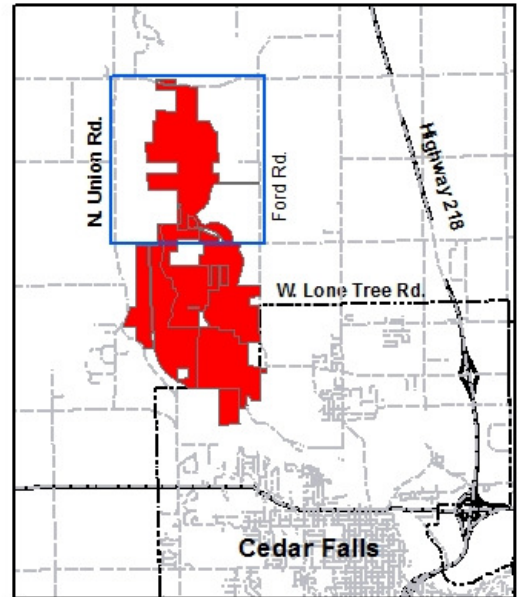 N. Union Rd.
Ford Rd.
Highway 218
W. Lone Tree Rd.
Cedar Falls